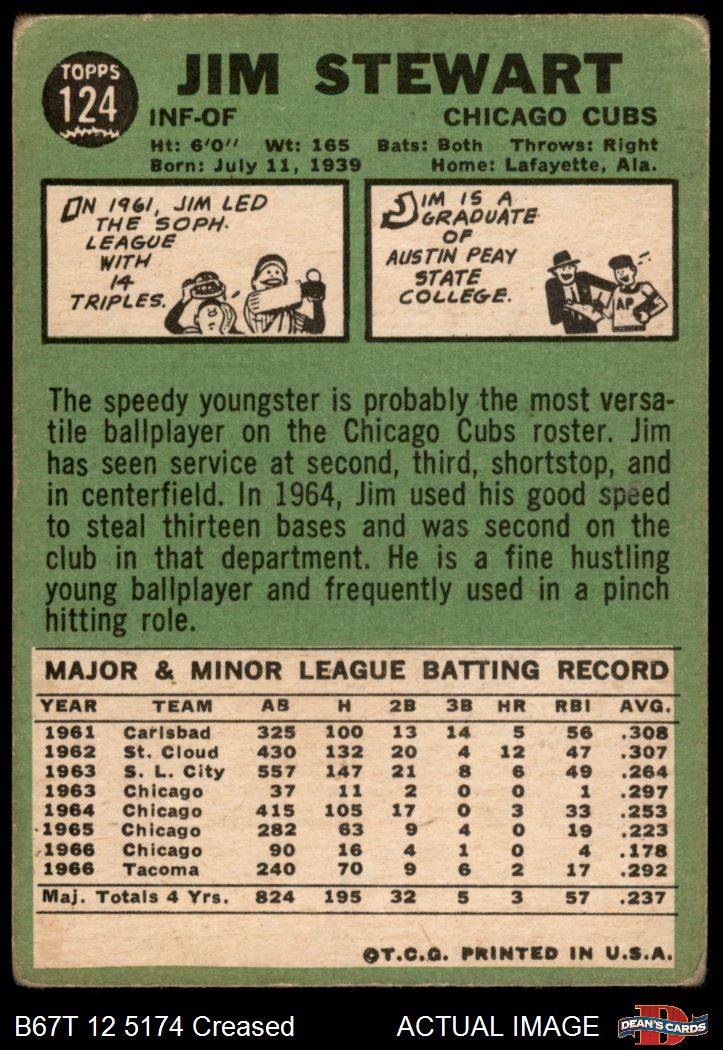 TOPPS
124
JIM STEWART
INF-OF CHICAGO CUBS
Ht: 6'0" Wt: 165 Bats: Both Throws: Right
Born: July 11, 1939 Home: Lafayette, Ala.
IN 1961, JIM LED
THE SOPH.
LEAGUE
WITH
14
TRIPLES.
JIM IS A
GRADUATE
OF
AUSTIN PEAY
STATE
COLLEGE.
AP
The speedy youngster is probably the most versa-
tile ballplayer on the Chicago Cubs roster. Jim
has seen service at second, third, shortstop, and
in centerfield. In 1964, Jim used his good speed
to steal thirteen bases and was second on the
club in that department. He is a fine hustling
young ballplayer and frequently used in a pinch
hitting role.
MAJOR & MINOR LEAGUE BATTING RECORD
YEAR TEAM AB H 2B 3B HR RBI AVG.
1961 Carlsbad 325 100 13 14 5 56 .308
1962 St. Cloud 430 132 20 4 12 47 .307
1963 S. L. City 557 147 21 8 6 49 .264
1963 Chicago 37 11 2 0 0 1 .297
1964 Chicago 415 105 17 0 3 33 .253
1965 Chicago 282 63 9 4 0 19 .223
1966 Chicago 90 16 4 1 0 4 .178
1966 Tacoma 240 70 9 6 2 17 .292
Maj. Totals 4 Yrs. 824 195 32 5 3 57 .237
©T.C.G. PRINTED IN U.S.A.
B67T 12 5174 Creased ACTUAL IMAGE
D
DEAN'S CARDS